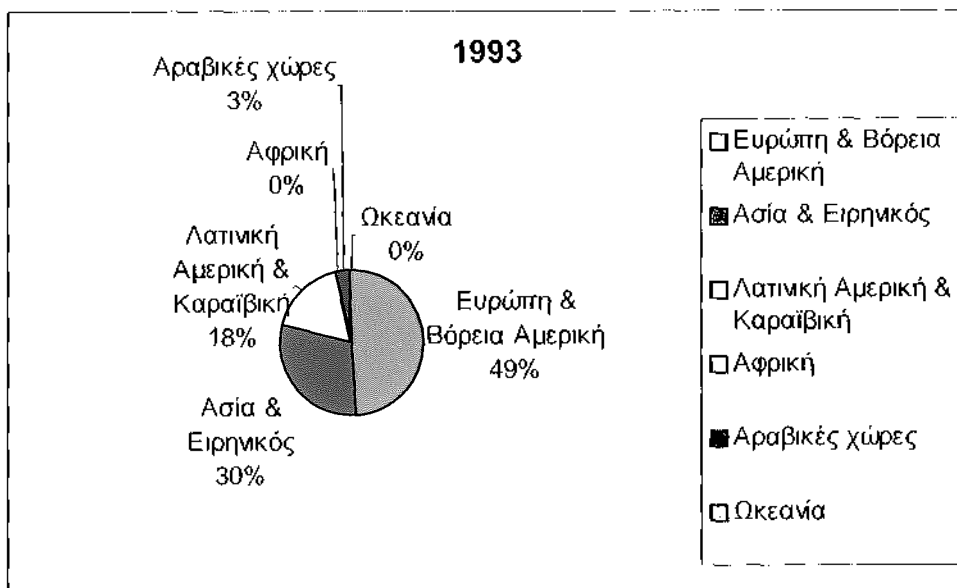 1993
Αραβικές χώρες
3%
Αφρική
0%
Ωκεανία
0%
Λατινική
Αμερική &
Καραϊβική
18%
Ευρώπη &
Βόρεια Αμερική
49%
Ασία &
Ειρηνικός
30%
Ευρώπη & Βόρεια
Αμερική
Ασία & Ειρηνικός
Λατινική Αμερική &
Καραϊβική
Αφρική
Αραβικές χώρες
Ωκεανία